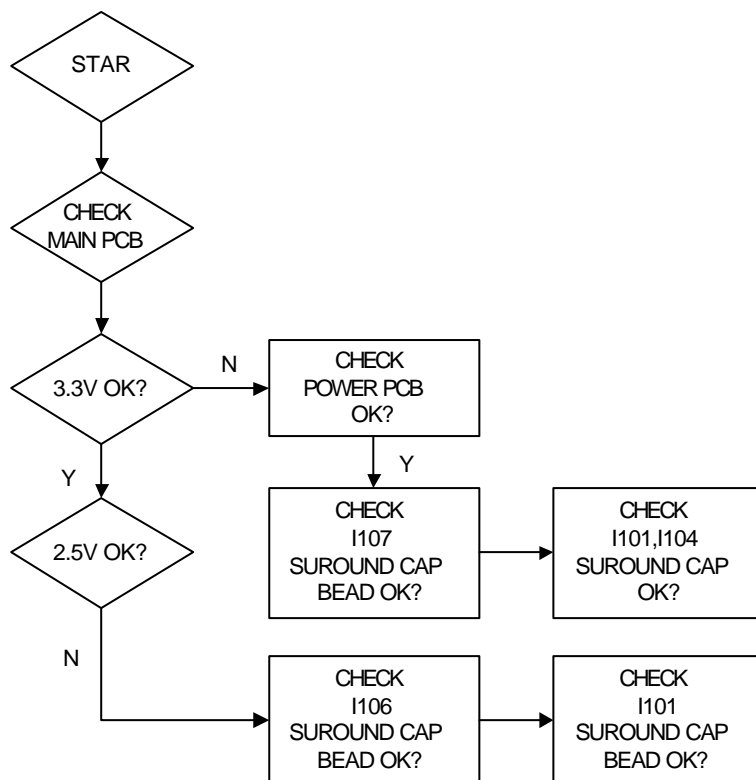 STAR
CHECK
MAIN PCB
3.3V OK?
N
CHECK
POWER PCB
OK?
Y
Y
2.5V OK?
CHECK
I107
SUROUND CAP
BEAD OK?
CHECK
I101,I104
SUROUND CAP
OK?
N
CHECK
I106
SUROUND CAP
BEAD OK?
CHECK
I101
SUROUND CAP
BEAD OK?